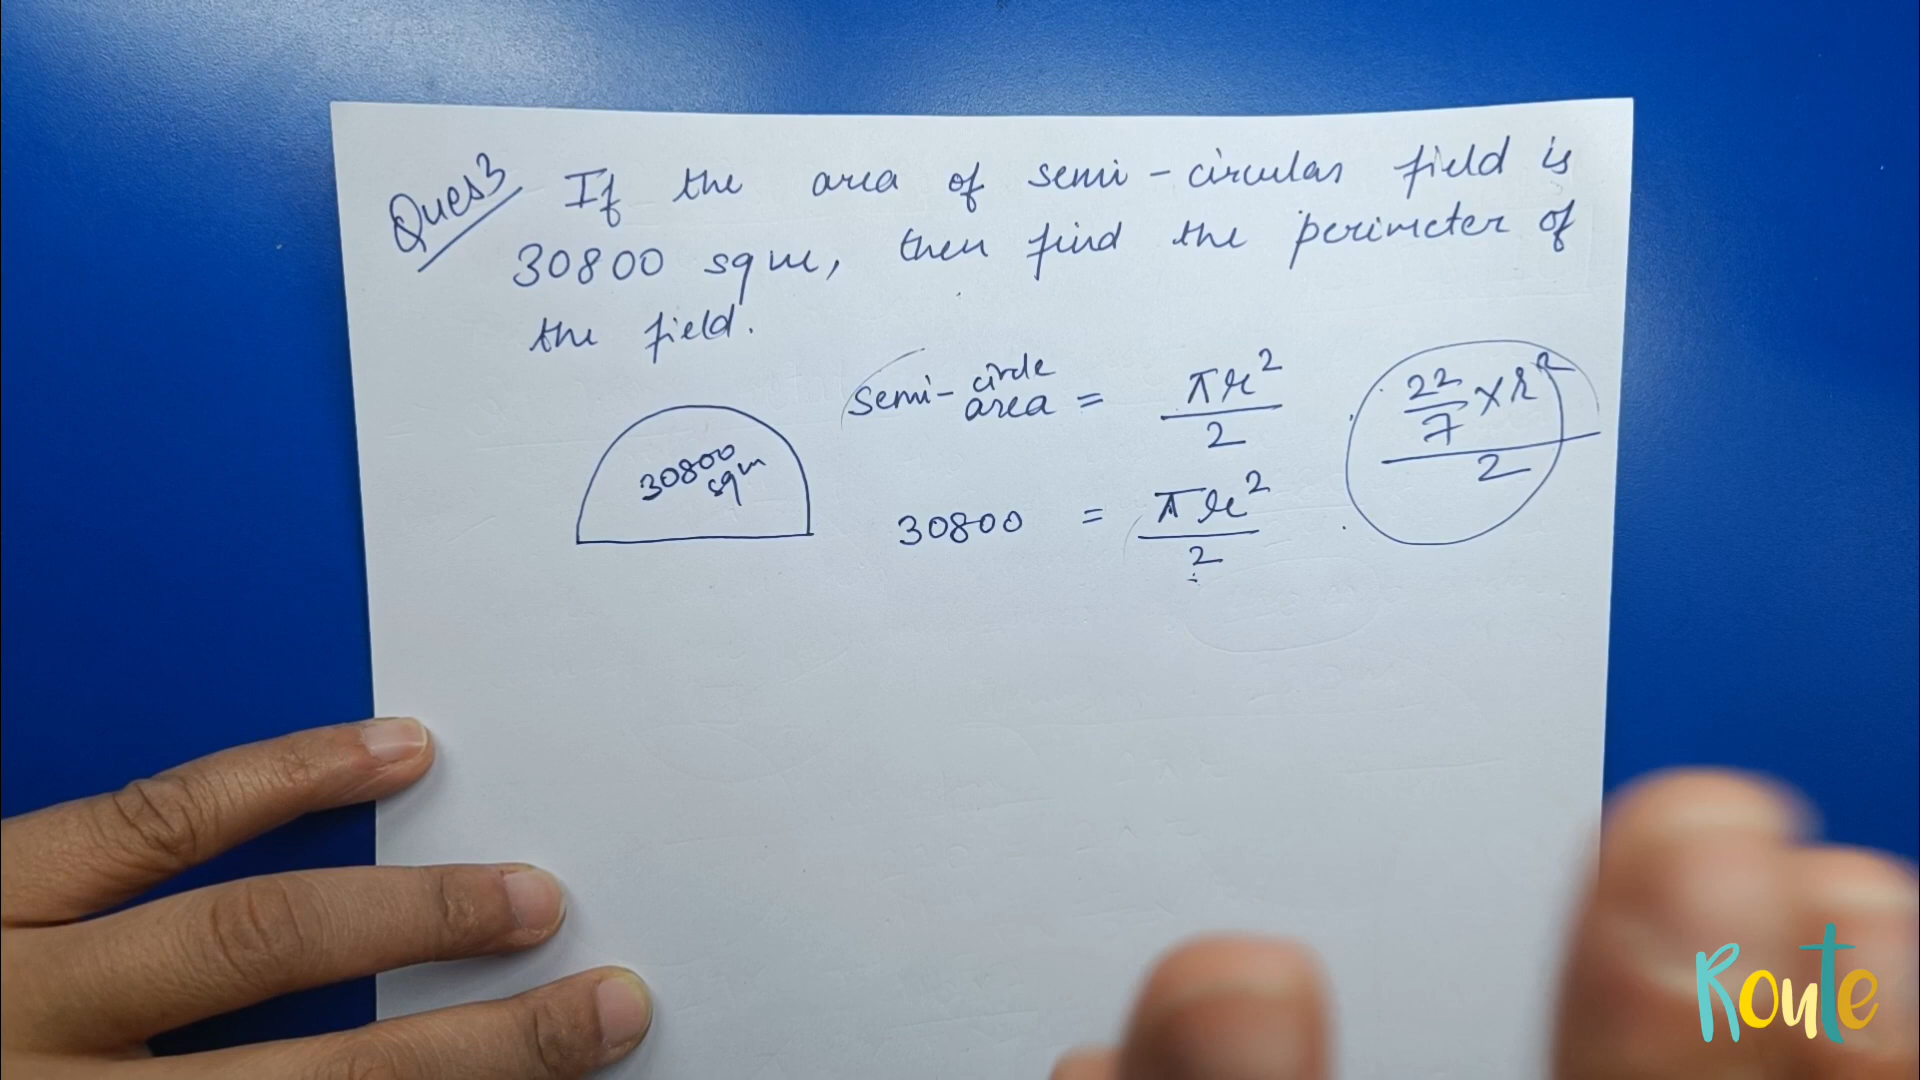 Ques3 If the area of semi-circular field is
30800 sqm, then find the perimeter of
the field.
semi-circle area = πr²/2
22/7 × r²/2
30800 sqm
30800 = πr²/2
Route